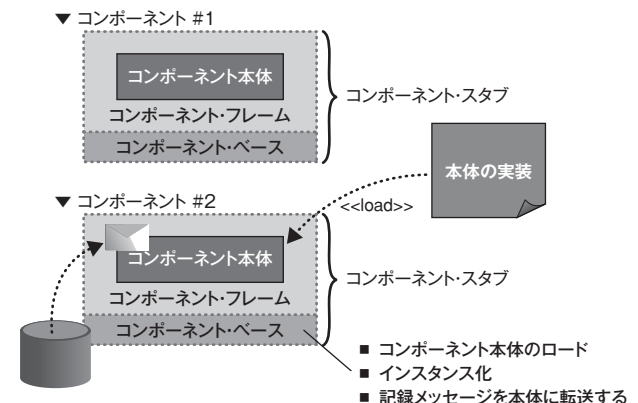 ▼ コンポーネント #1
コンポーネント本体
コンポーネント・フレーム
コンポーネント・ベース
コンポーネント・スタブ
本体の実装
<<load>>
▼ コンポーネント #2
コンポーネント本体
コンポーネント・フレーム
コンポーネント・ベース
コンポーネント・スタブ
■ コンポーネント本体のロード
■ インスタンス化
■ 記録メッセージを本体に転送する